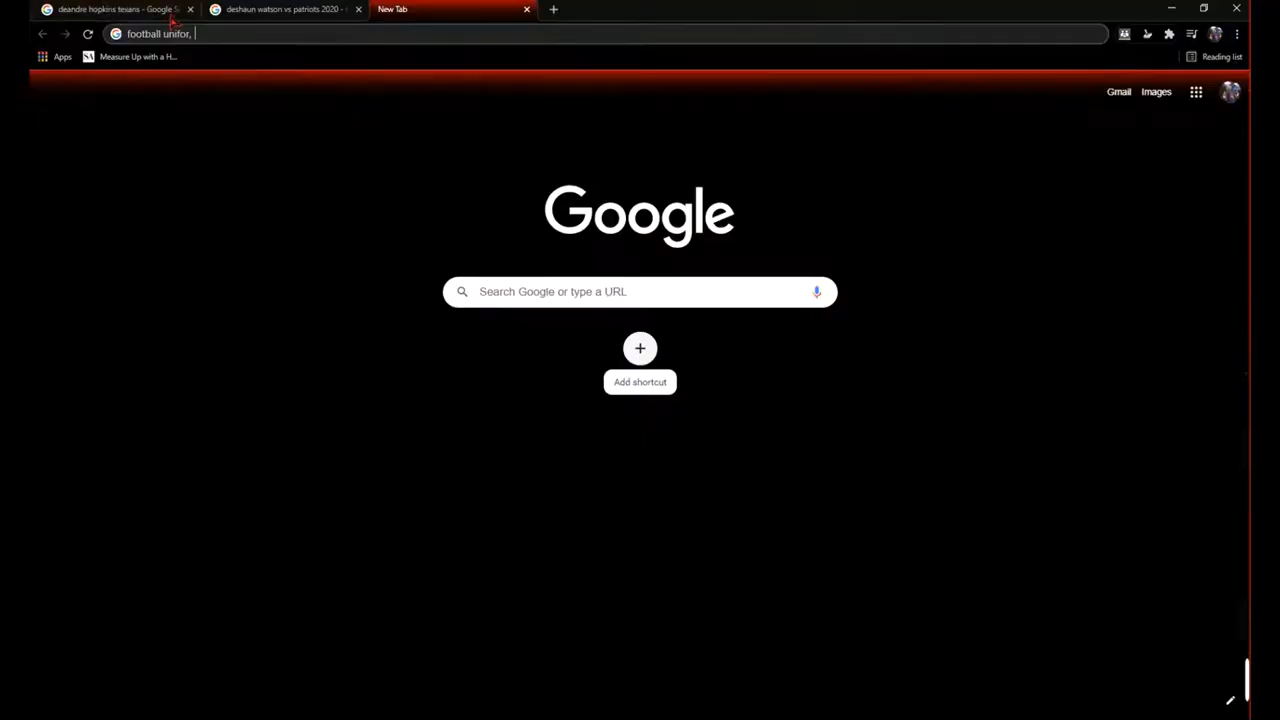 deandre hopkins texans - Google S
deshaun watson vs patriots 2020 -
New Tab
football unifor,
Apps
SA Measure Up with a H...
Reading list
Gmail
Images
Google
Search Google or type a URL
Add shortcut